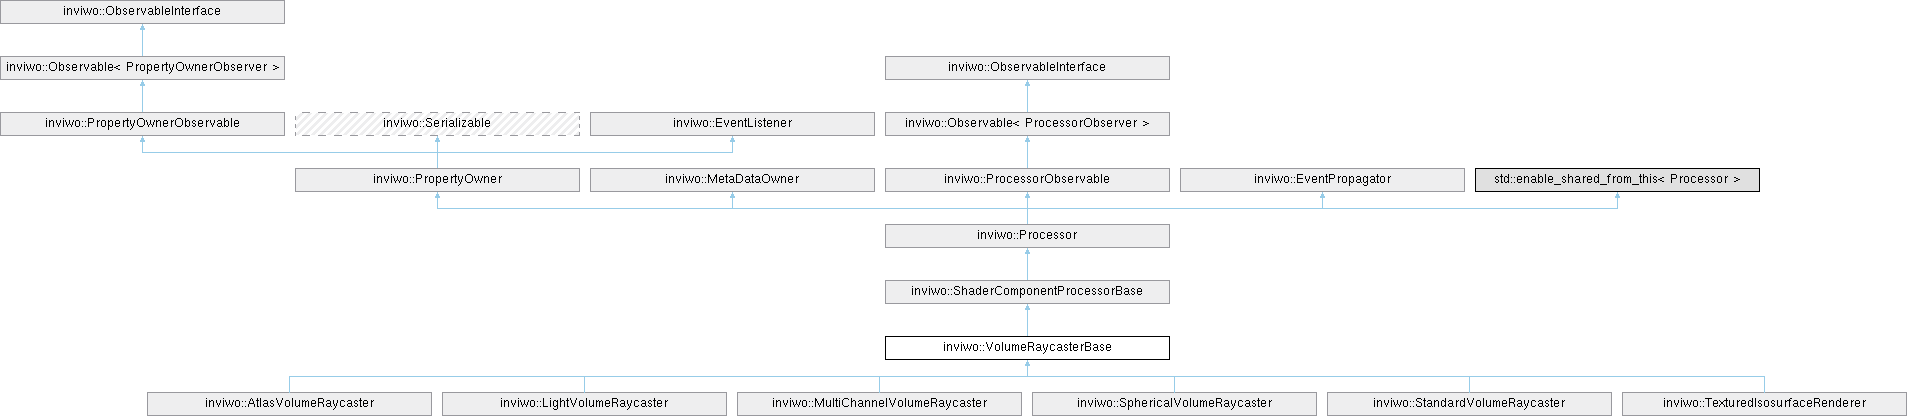 inviwo::ObservableInterface
inviwo::Observable< PropertyOwnerObserver >
inviwo::ObservableInterface
inviwo::PropertyOwnerObservable
inviwo::Serializable
inviwo::EventListener
inviwo::Observable< ProcessorObserver >
inviwo::PropertyOwner
inviwo::MetaDataOwner
inviwo::ProcessorObservable
inviwo::EventPropagator
std::enable_shared_from_this< Processor >
inviwo::Processor
inviwo::ShaderComponentProcessorBase
inviwo::VolumeRaycasterBase
inviwo::AtlasVolumeRaycaster
inviwo::LightVolumeRaycaster
inviwo::MultiChannelVolumeRaycaster
inviwo::SphericalVolumeRaycaster
inviwo::StandardVolumeRaycaster
inviwo::TexturedIsosurfaceRenderer